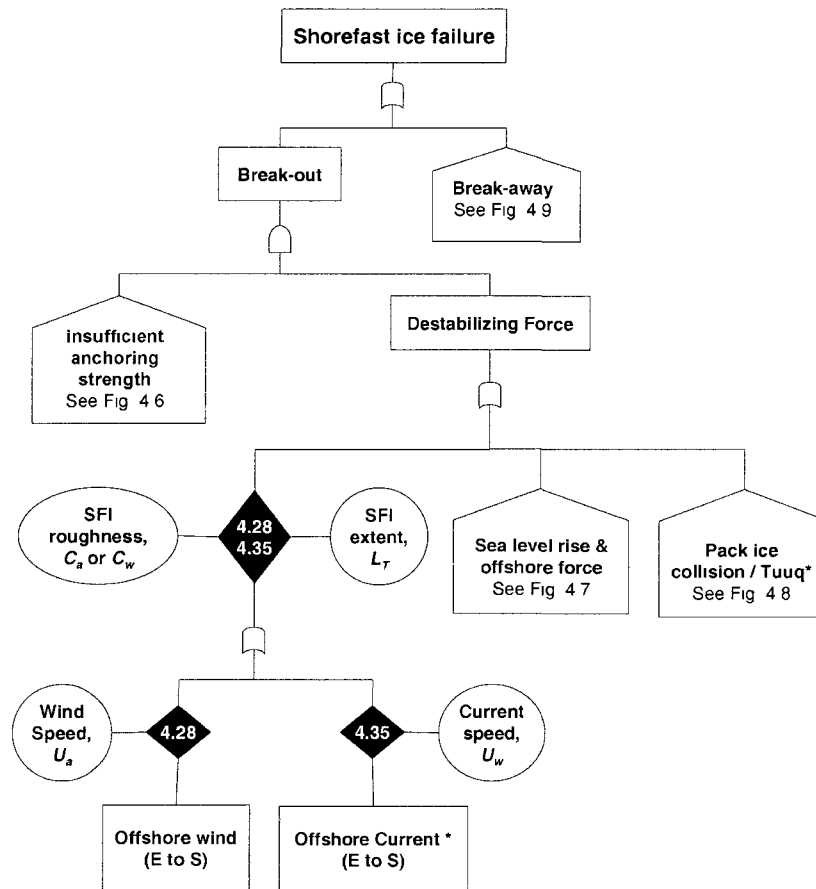 Shorefast ice failure
Break-out
Break-away
See Fig 4 9
insufficient
anchoring
strength
See Fig 4 6
Destabilizing Force
SFI
roughness,
Ca or Cw
4.28
4.35
SFI
extent,
LT
Sea level rise &
offshore force
See Fig 4 7
Pack ice
collision / Tuuq*
See Fig 4 8
Wind
Speed,
Ua
4.28
4.35
Current
speed,
Uw
Offshore wind
(E to S)
Offshore Current *
(E to S)